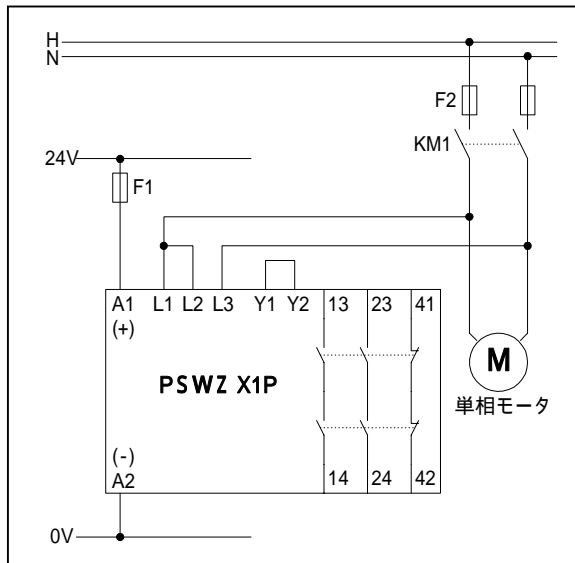 H
N
F2
KM1
24V
F1
A1 L1 L2 L3 Y1 Y2 13 23 41
(+)
PSWZ X1P
M
単相モータ
(-)
A2 14 24 42
0V